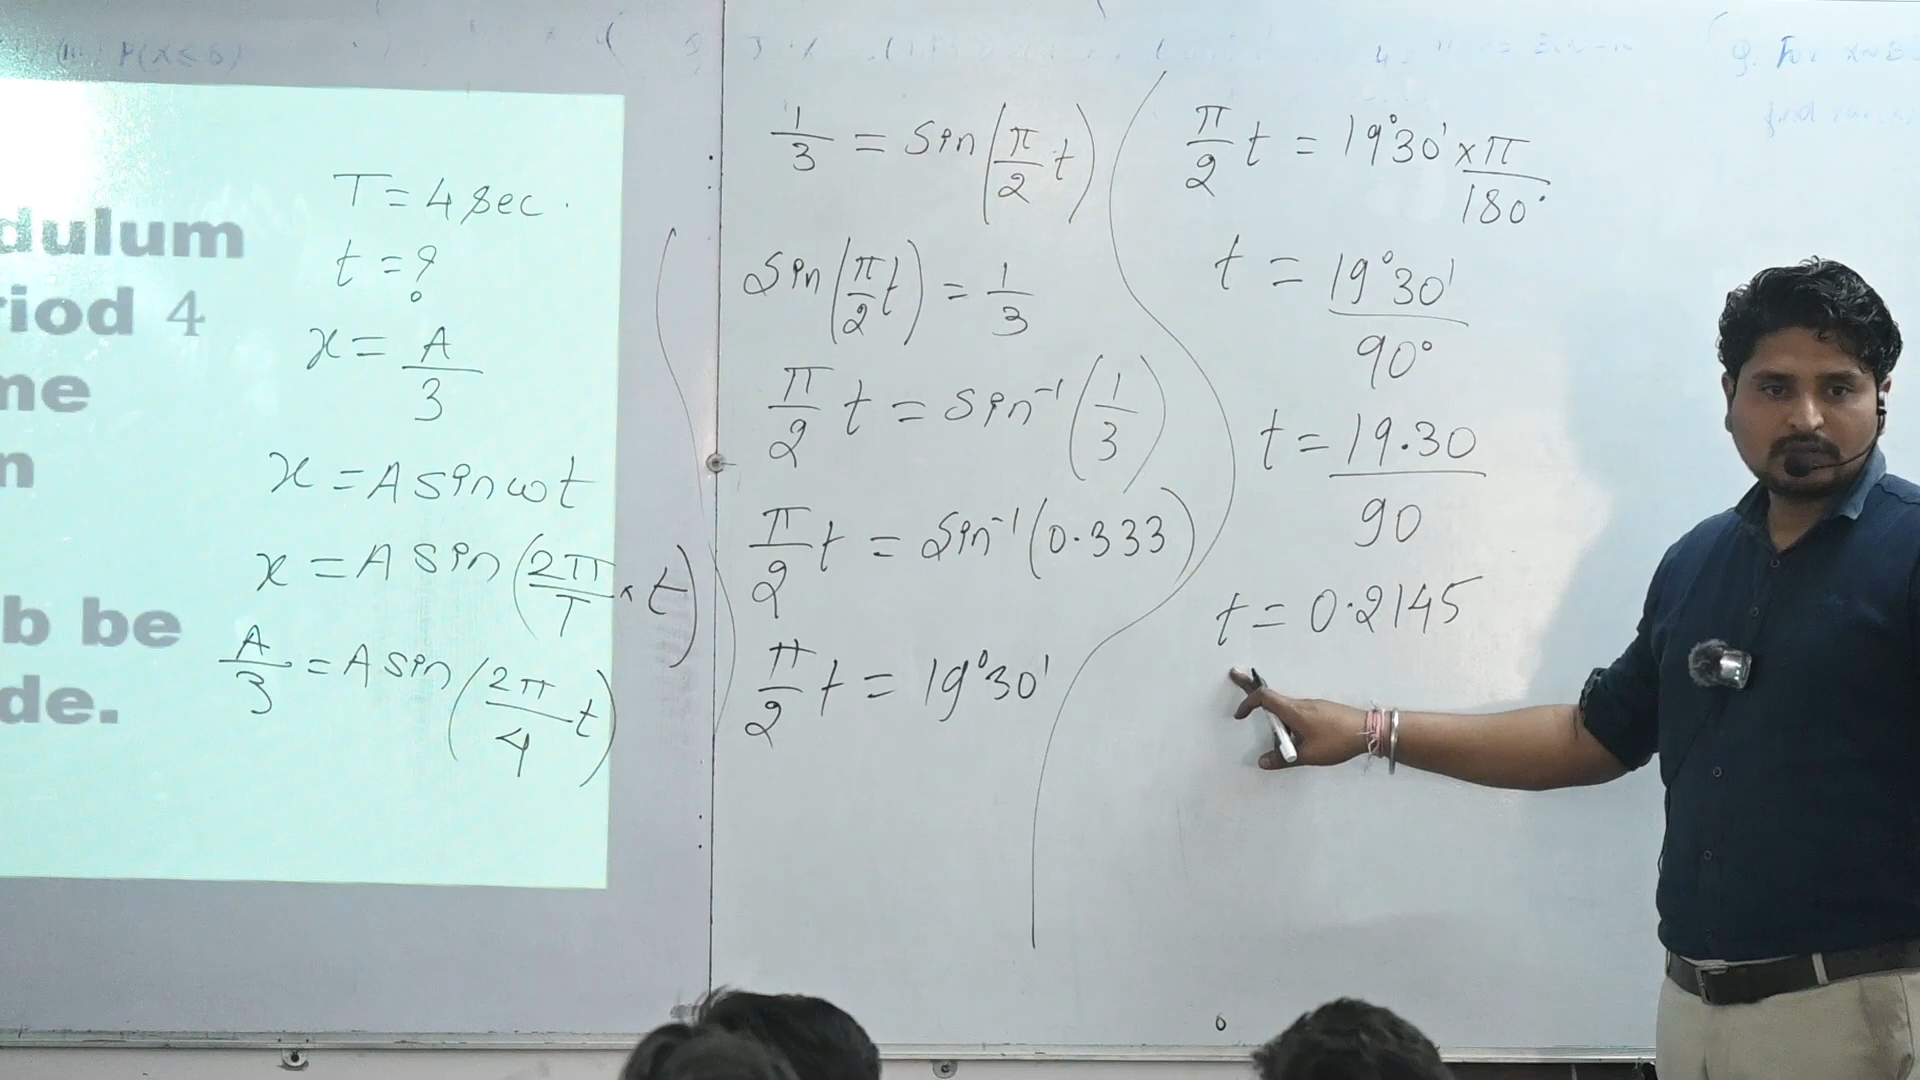 P(X≤8)
dulum
riod 4
me
n
b be
de.
T = 4 sec.
t = ?
x = A/3
x = A sin ωt
x = A sin (2π/T × t)
A/3 = A sin (2π/4 t)
1/3 = Sin (π/2 t)
Sin (π/2 t) = 1/3
π/2 t = Sin⁻¹ (1/3)
π/2 t = Sin⁻¹ (0.333)
π/2 t = 19°30'
π/2 t = 19°30' × π/180°
t = 19°30'/90°
t = 19.30/90
t = 0.2145